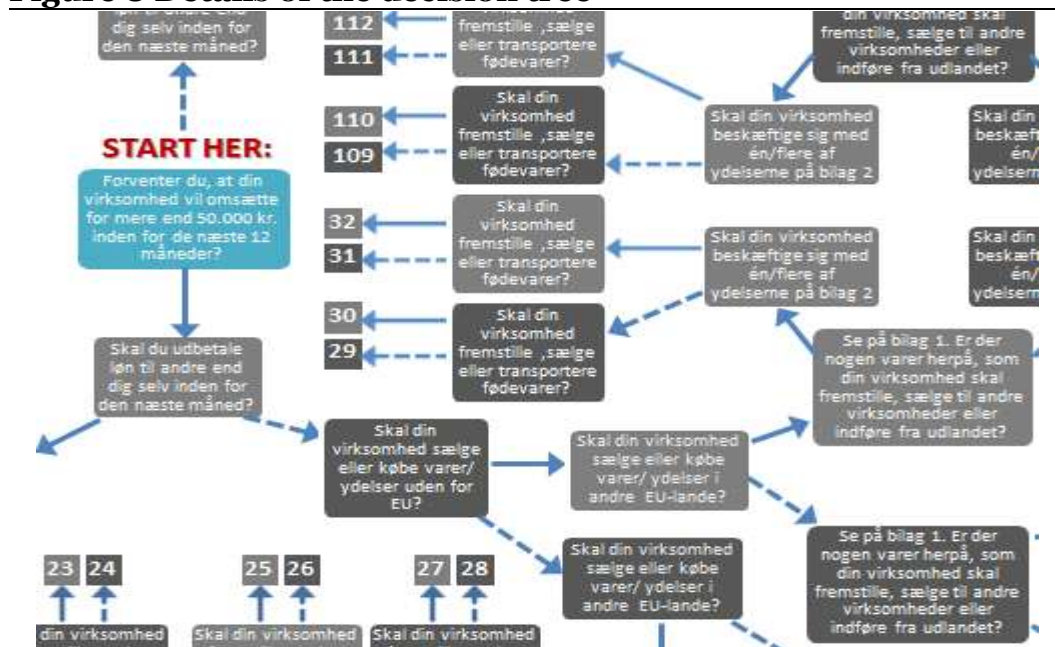 Figure 3 Details of the decision tree
dig selv inden for
den næste måned?
START HER:
Forventer du, at din
virksomhed vil omsætte
for mere end 50.000 kr.
inden for de næste 12
måneder?
Skal du udbetale
løn til andre end
dig selv inden for
den næste måned?
112
111
virksomhed
fremstille ,sælge
eller transportere
fødevarer?
110
109
Skal din
virksomhed
fremstille ,sælge
eller transportere
fødevarer?
32
31
Skal din
virksomhed
fremstille ,sælge
eller transportere
fødevarer?
30
29
Skal din
virksomhed
fremstille ,sælge
eller transportere
fødevarer?
din virksomhed skal
fremstille, sælge til andre
virksomheder eller
indføre fra udlandet?
Skal din virksomhed
beskæftige sig med
én/flere af
ydelserne på bilag 2
Skal din
beskæft
én/
ydelsern
Skal din virksomhed
beskæftige sig med
én/flere af
ydelserne på bilag 2
Skal din
beskæft
én/
ydelsern
Se på bilag 1. Er der
nogen varer herpå, som
din virksomhed skal
fremstille, sælge til andre
virksomheder eller
indføre fra udlandet?
Skal din
virksomhed sælge
eller købe varer/
ydelser uden for
EU?
Skal din virksomhed
sælge eller købe
varer/ ydelser i
andre EU-lande?
Skal din virksomhed
sælge eller købe
varer/ ydelser i
andre EU-lande?
Se på bilag 1. Er der
nogen varer herpå, som
din virksomhed skal
fremstille, sælge til andre
virksomheder eller
indføre fra udlandet?
23 24
25 26
27 28
din virksomhed
Skal din virksomhed
Skal din virksomhed